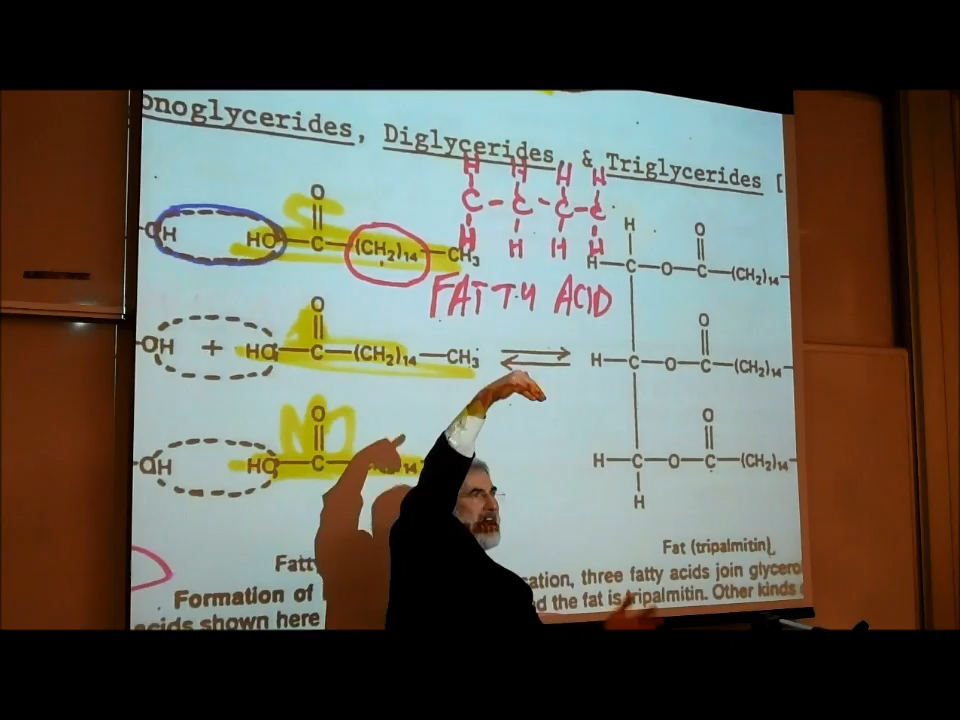 onoglycerides, Diglycerides, & Triglycerides [
H H H H
C - C - C - C
H H H H
FATTY ACID
O
OH HO—C—(CH₂)₁₄—CH₃
O
OH + HO—C—(CH₂)₁₄—CH₃
O
OH HO—C— 14
H O
H—C—O—C—(CH₂)₁₄—
O
H—C—O—C—(CH₂)₁₄—
O
H—C—O—C—(CH₂)₁₄—
H
Fatty
Fat (tripalmitin)
Formation of ation, three fatty acids join glycero
acids shown here d the fat is tripalmitin. Other kinds